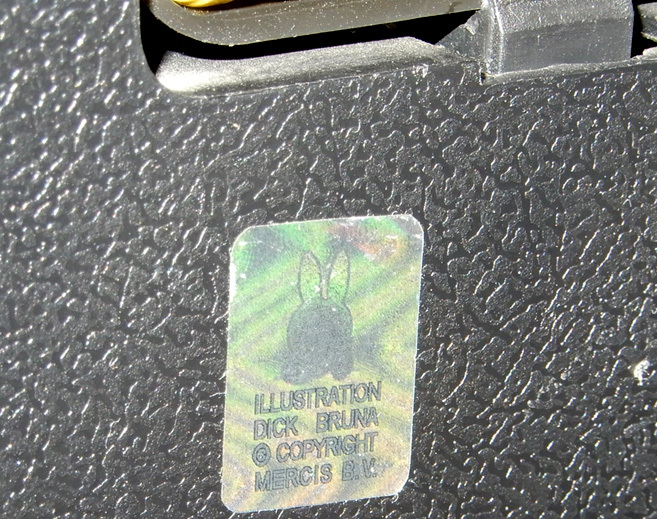 ILLUSTRATION
DICK BRUNA
© COPYRIGHT
MERCIS B.V.